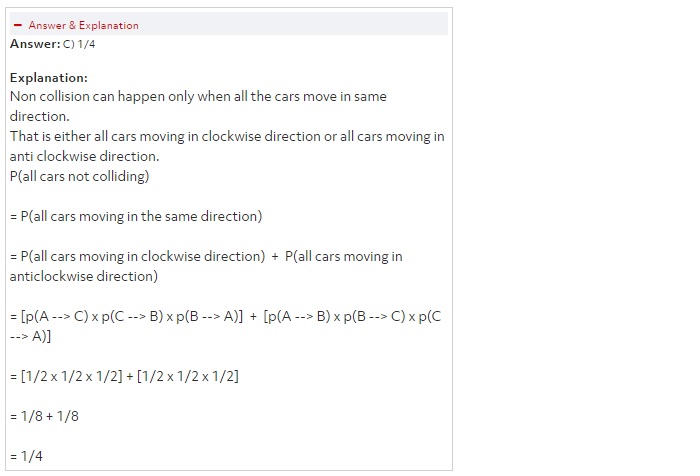 − Answer & Explanation
Answer: C) 1/4
Explanation:
Non collision can happen only when all the cars move in same
direction.
That is either all cars moving in clockwise direction or all cars moving in
anti clockwise direction.
P(all cars not colliding)
= P(all cars moving in the same direction)
= P(all cars moving in clockwise direction) + P(all cars moving in
anticlockwise direction)
= [p(A --> C) x p(C --> B) x p(B --> A)] + [p(A --> B) x p(B --> C) x p(C
--> A)]
= [1/2 x 1/2 x 1/2] + [1/2 x 1/2 x 1/2]
= 1/8 + 1/8
= 1/4